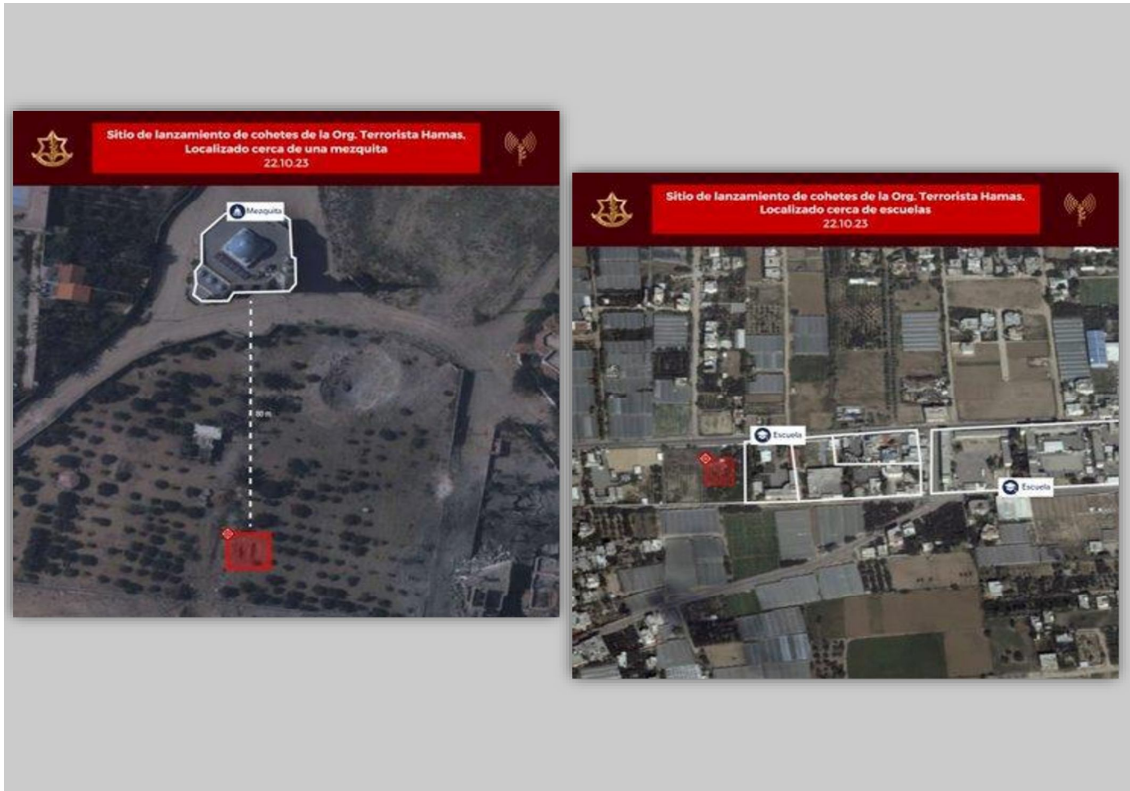 Sitio de lanzamiento de cohetes de la Org. Terrorista Hamas.
Localizado cerca de una mezquita
22.10.23
Mezquita
80 m
Sitio de lanzamiento de cohetes de la Org. Terrorista Hamas.
Localizado cerca de escuelas
22.10.23
Escuela
Escuela